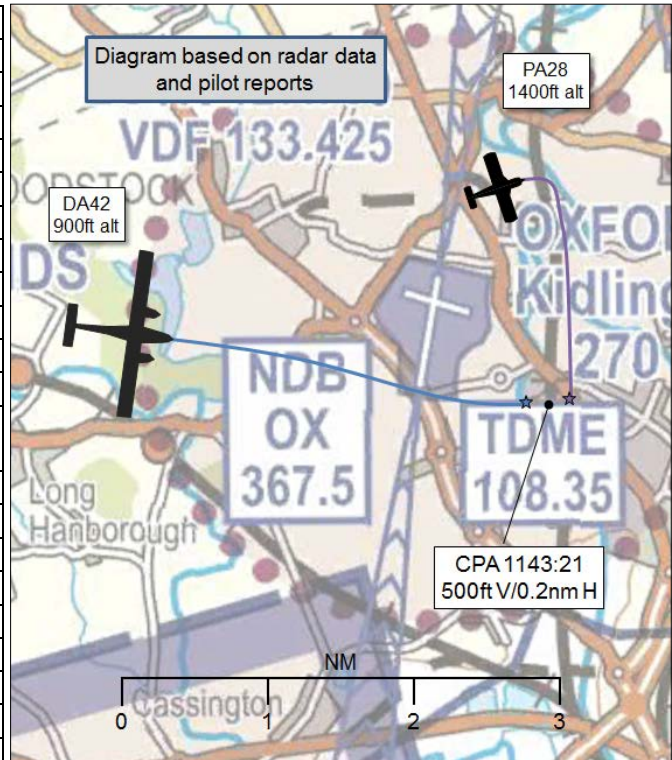 Diagram based on radar data
and pilot reports
PA28
1400ft alt
VDF 133.425
OODSTOCK
DA42
900ft alt
DS
OXFO
Kidling
270
NDB
OX
367.5
TDME
108.35
Long
Hanborough
CPA 1143:21
500ft V/0.2nm H
NM
0 1 2 3
Cassington